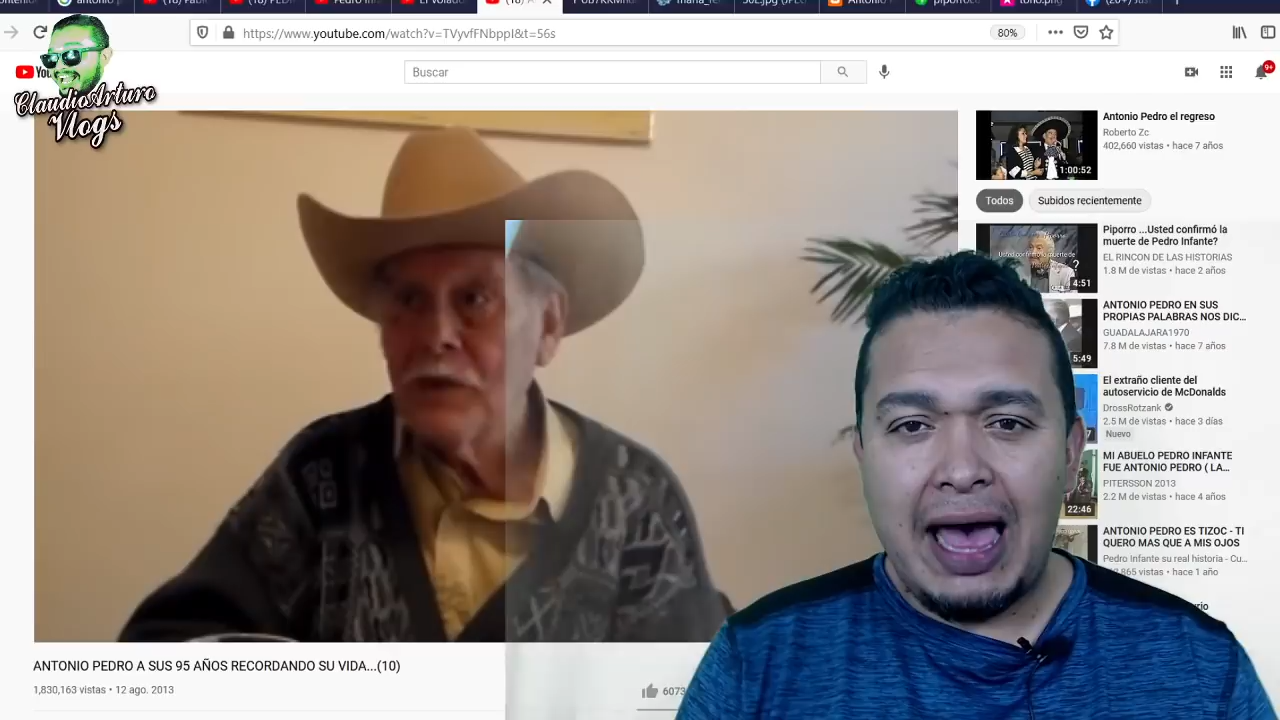 https://www.youtube.com/watch?v=TVyvfFNbppI&t=56s
80%
Buscar
9+
ClaudioArturo
Vlogs
Antonio Pedro el regreso
Roberto Zc
402,660 vistas • hace 7 años
1:00:52
Todos
Subidos recientemente
Piporro ...Usted confirmó la
muerte de Pedro Infante?
EL RINCON DE LAS HISTORIAS
1.8 M de vistas • hace 2 años
4:51
ANTONIO PEDRO EN SUS
PROPIAS PALABRAS NOS DIC...
GUADALAJARA1970
7.8 M de vistas • hace 7 años
5:49
El extraño cliente del
autoservicio de McDonalds
DrossRotzank
2.5 M de vistas • hace 3 días
Nuevo
MI ABUELO PEDRO INFANTE
FUE ANTONIO PEDRO ( LA...
PITERSSON 2013
2.2 M de vistas • hace 4 años
22:46
ANTONIO PEDRO ES TIZOC - TI
QUERO MAS QUE A MIS OJOS
Pedro Infante su real historia - Cu...
865 vistas • hace 1 año
ANTONIO PEDRO A SUS 95 AÑOS RECORDANDO SU VIDA...(10)
1,830,163 vistas • 12 ago. 2013
6073